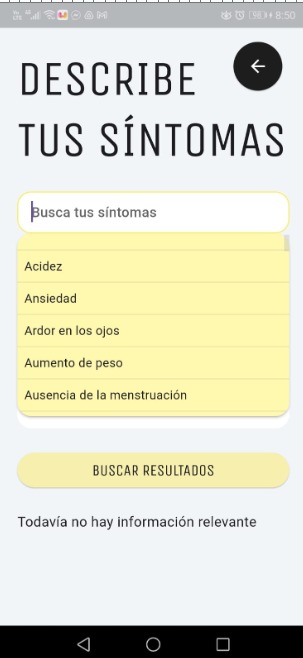 8:50
DESCRIBE
TUS SÍNTOMAS
Busca tus síntomas
Acidez
Ansiedad
Ardor en los ojos
Aumento de peso
Ausencia de la menstruación
BUSCAR RESULTADOS
Todavía no hay información relevante